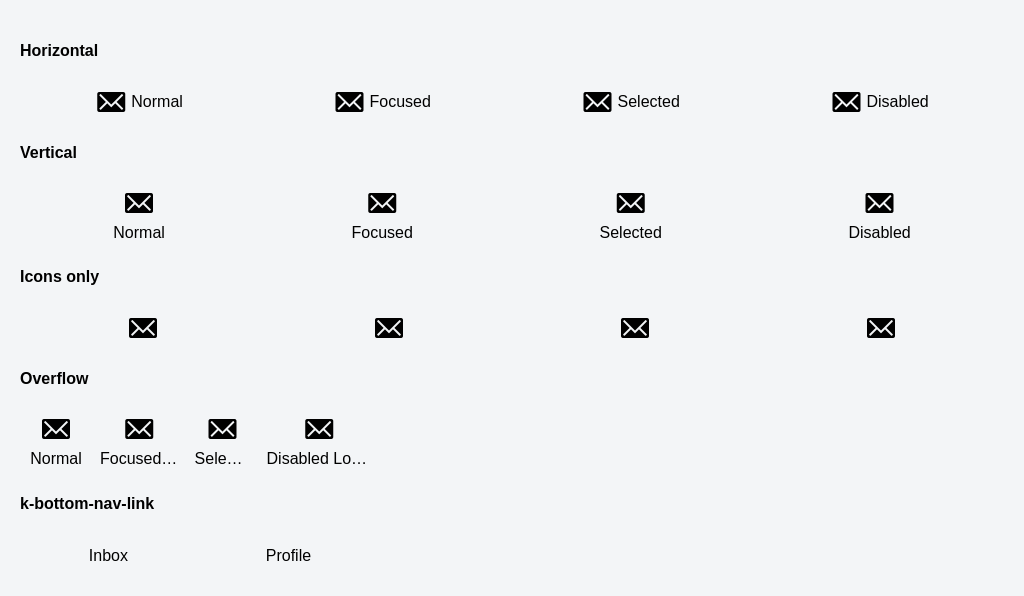 Horizontal
Normal Focused Selected Disabled
Vertical
Normal Focused Selected Disabled
Icons only
Overflow
Normal Focused… Sele… Disabled Lo…
k-bottom-nav-link
Inbox Profile